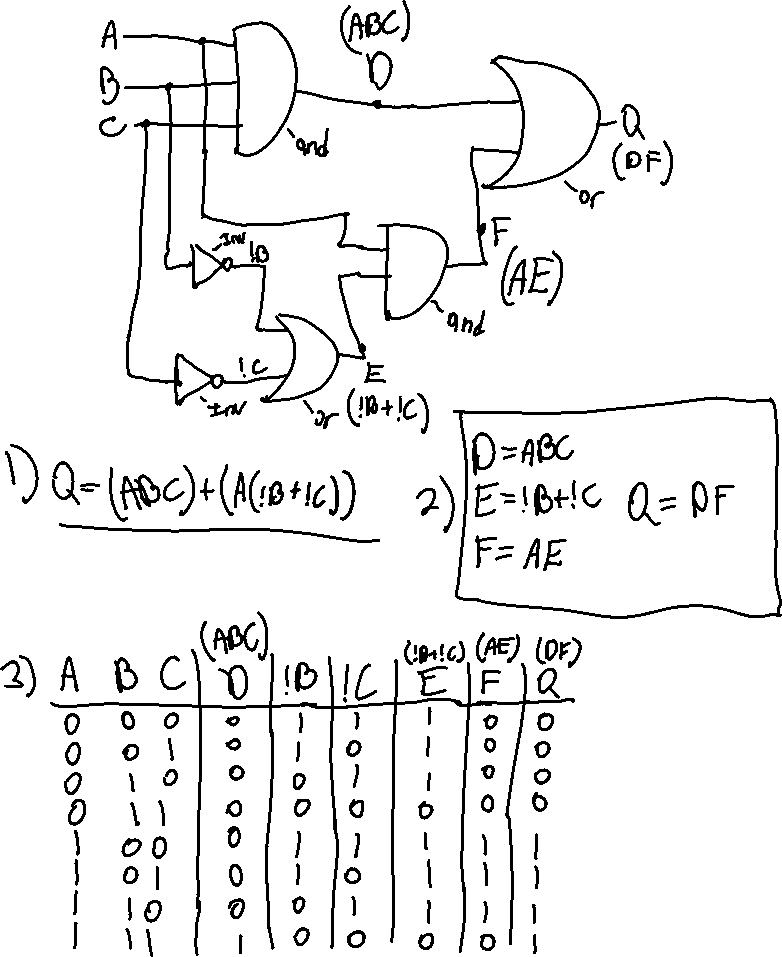 A
B
C
(ABC)
D
and
Q
(DF)
or
F
(AE)
Inv
!B
and
!C
Inv
E
or (!B+!C)
1) Q=(ABC)+(A(!B+!C))
2)
D=ABC
E=!B+!C Q=DF
F=AE
(ABC) (!B+!C) (AE) (DF)
3) A B C D !B !C E F Q
0 0 0 0 1 1 1 0 0
0 0 1 0 1 0 1 0 0
0 1 0 0 0 1 1 0 0
0 1 1 0 0 0 0 0 0
1 0 0 0 1 1 1 1 1
1 0 1 0 1 0 1 1 1
1 1 0 0 0 1 1 1 1
1 1 1 1 0 0 0 0 1